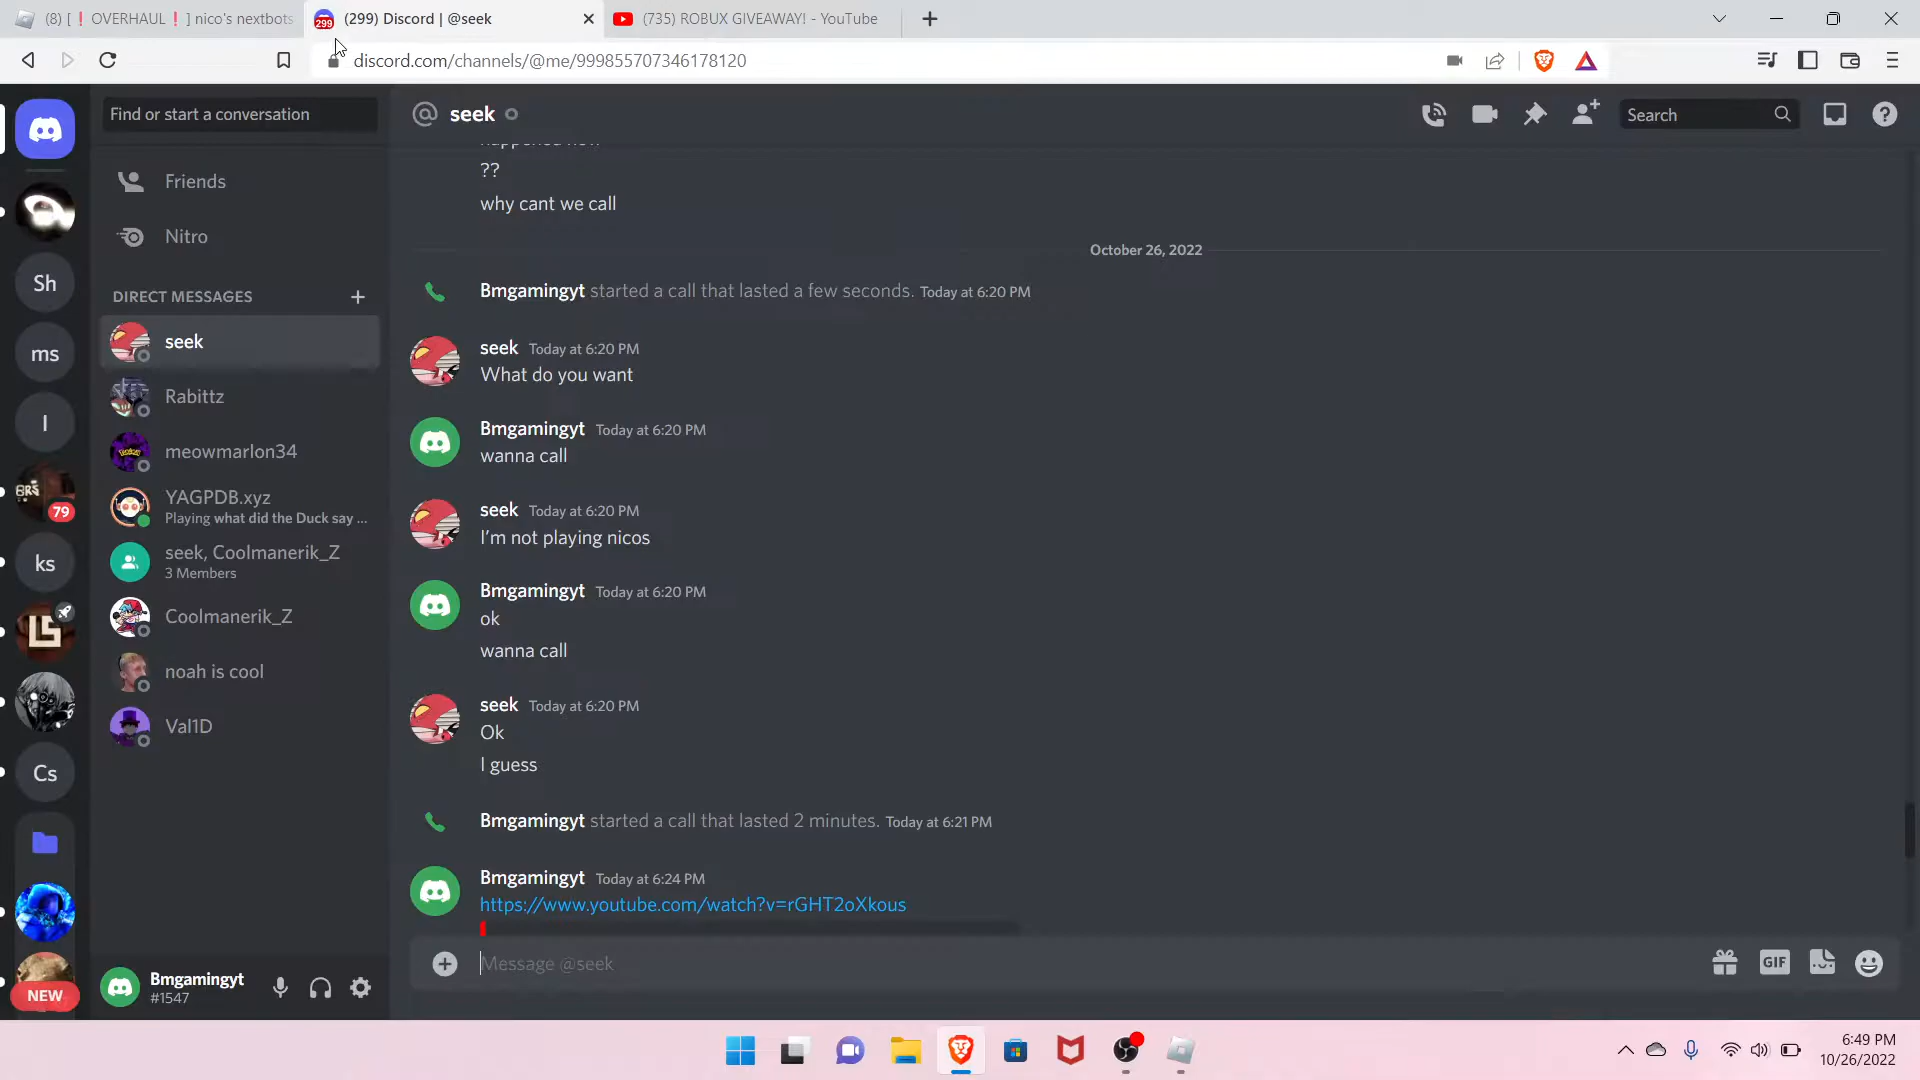 (8) [ ❗ OVERHAUL ❗ ] nico's nextbots
299
(299) Discord | @seek
(735) ROBUX GIVEAWAY! - YouTube
discord.com/channels/@me/999855707346178120
Find or start a conversation
seek
Search
Friends
Nitro
DIRECT MESSAGES
seek
Rabittz
meowmarlon34
YAGPDB.xyz
Playing what did the Duck say ...
seek, Coolmanerik_Z
3 Members
Coolmanerik_Z
noah is cool
Val1D
Sh
ms
I
79
ks
Cs
NEW
Bmgamingyt
#1547
happened now
??
why cant we call
October 26, 2022
Bmgamingyt started a call that lasted a few seconds. Today at 6:20 PM
seek Today at 6:20 PM
What do you want
Bmgamingyt Today at 6:20 PM
wanna call
seek Today at 6:20 PM
I'm not playing nicos
Bmgamingyt Today at 6:20 PM
ok
wanna call
seek Today at 6:20 PM
Ok
I guess
Bmgamingyt started a call that lasted 2 minutes. Today at 6:21 PM
Bmgamingyt Today at 6:24 PM
https://www.youtube.com/watch?v=rGHT2oXkous
Message @seek
GIF
6:49 PM
10/26/2022